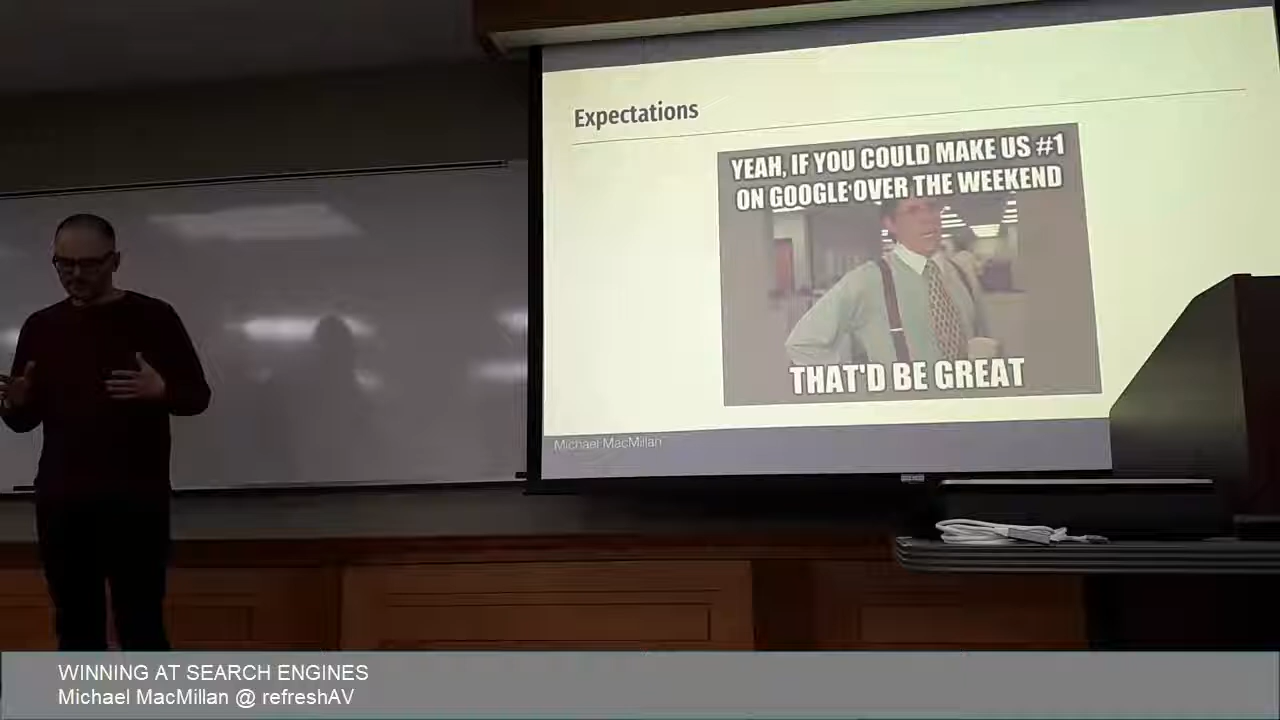 Expectations
YEAH, IF YOU COULD MAKE US #1
ON GOOGLE OVER THE WEEKEND
THAT'D BE GREAT
Michael MacMillan
WINNING AT SEARCH ENGINES
Michael MacMillan @ refreshAV